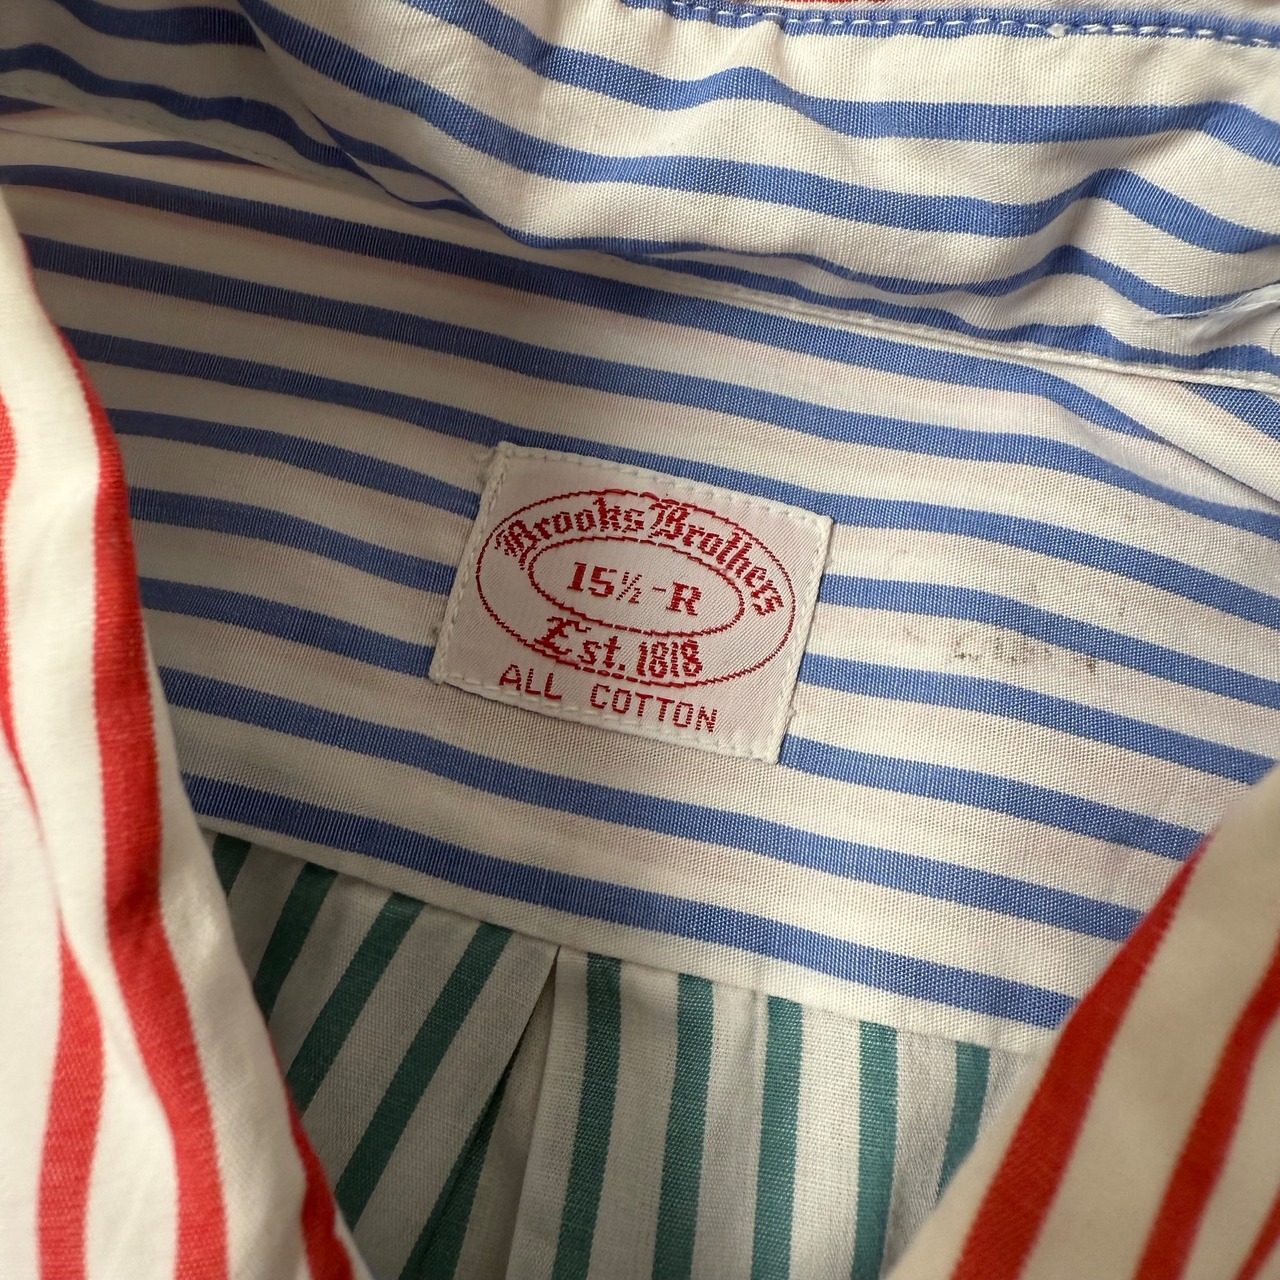 Brooks Brothers
15½-R
Est. 1818
ALL COTTON